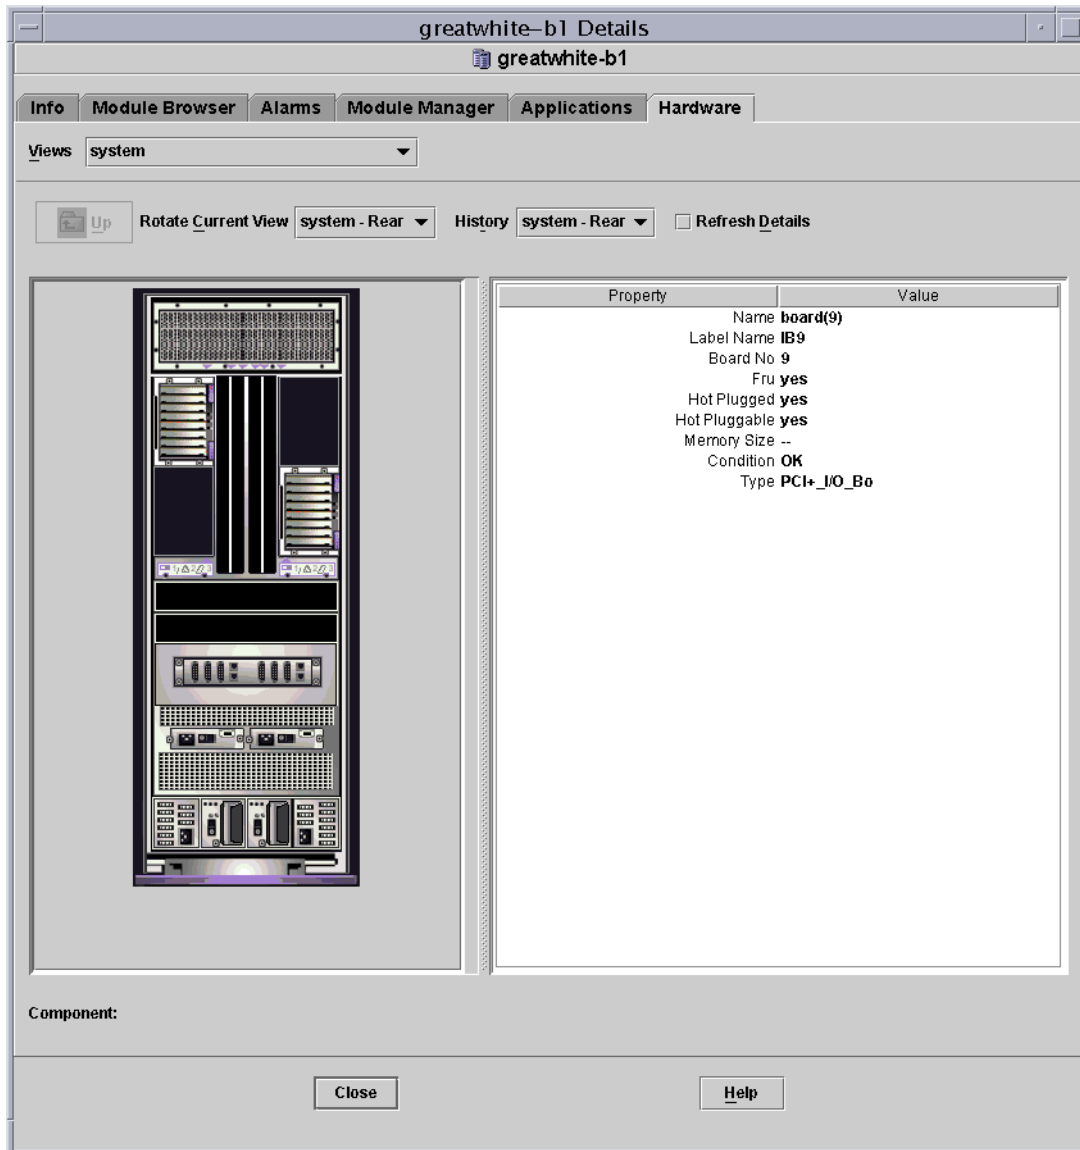 greatwhite–b1 Details
greatwhite-b1
Info Module Browser Alarms Module Manager Applications Hardware
Views system
Up Rotate Current View system - Rear History system - Rear Refresh Details
Property Value
Name board(9)
Label Name IB9
Board No 9
Fru yes
Hot Plugged yes
Hot Pluggable yes
Memory Size --
Condition OK
Type PCI+_I/O_Bo
Component:
Close Help